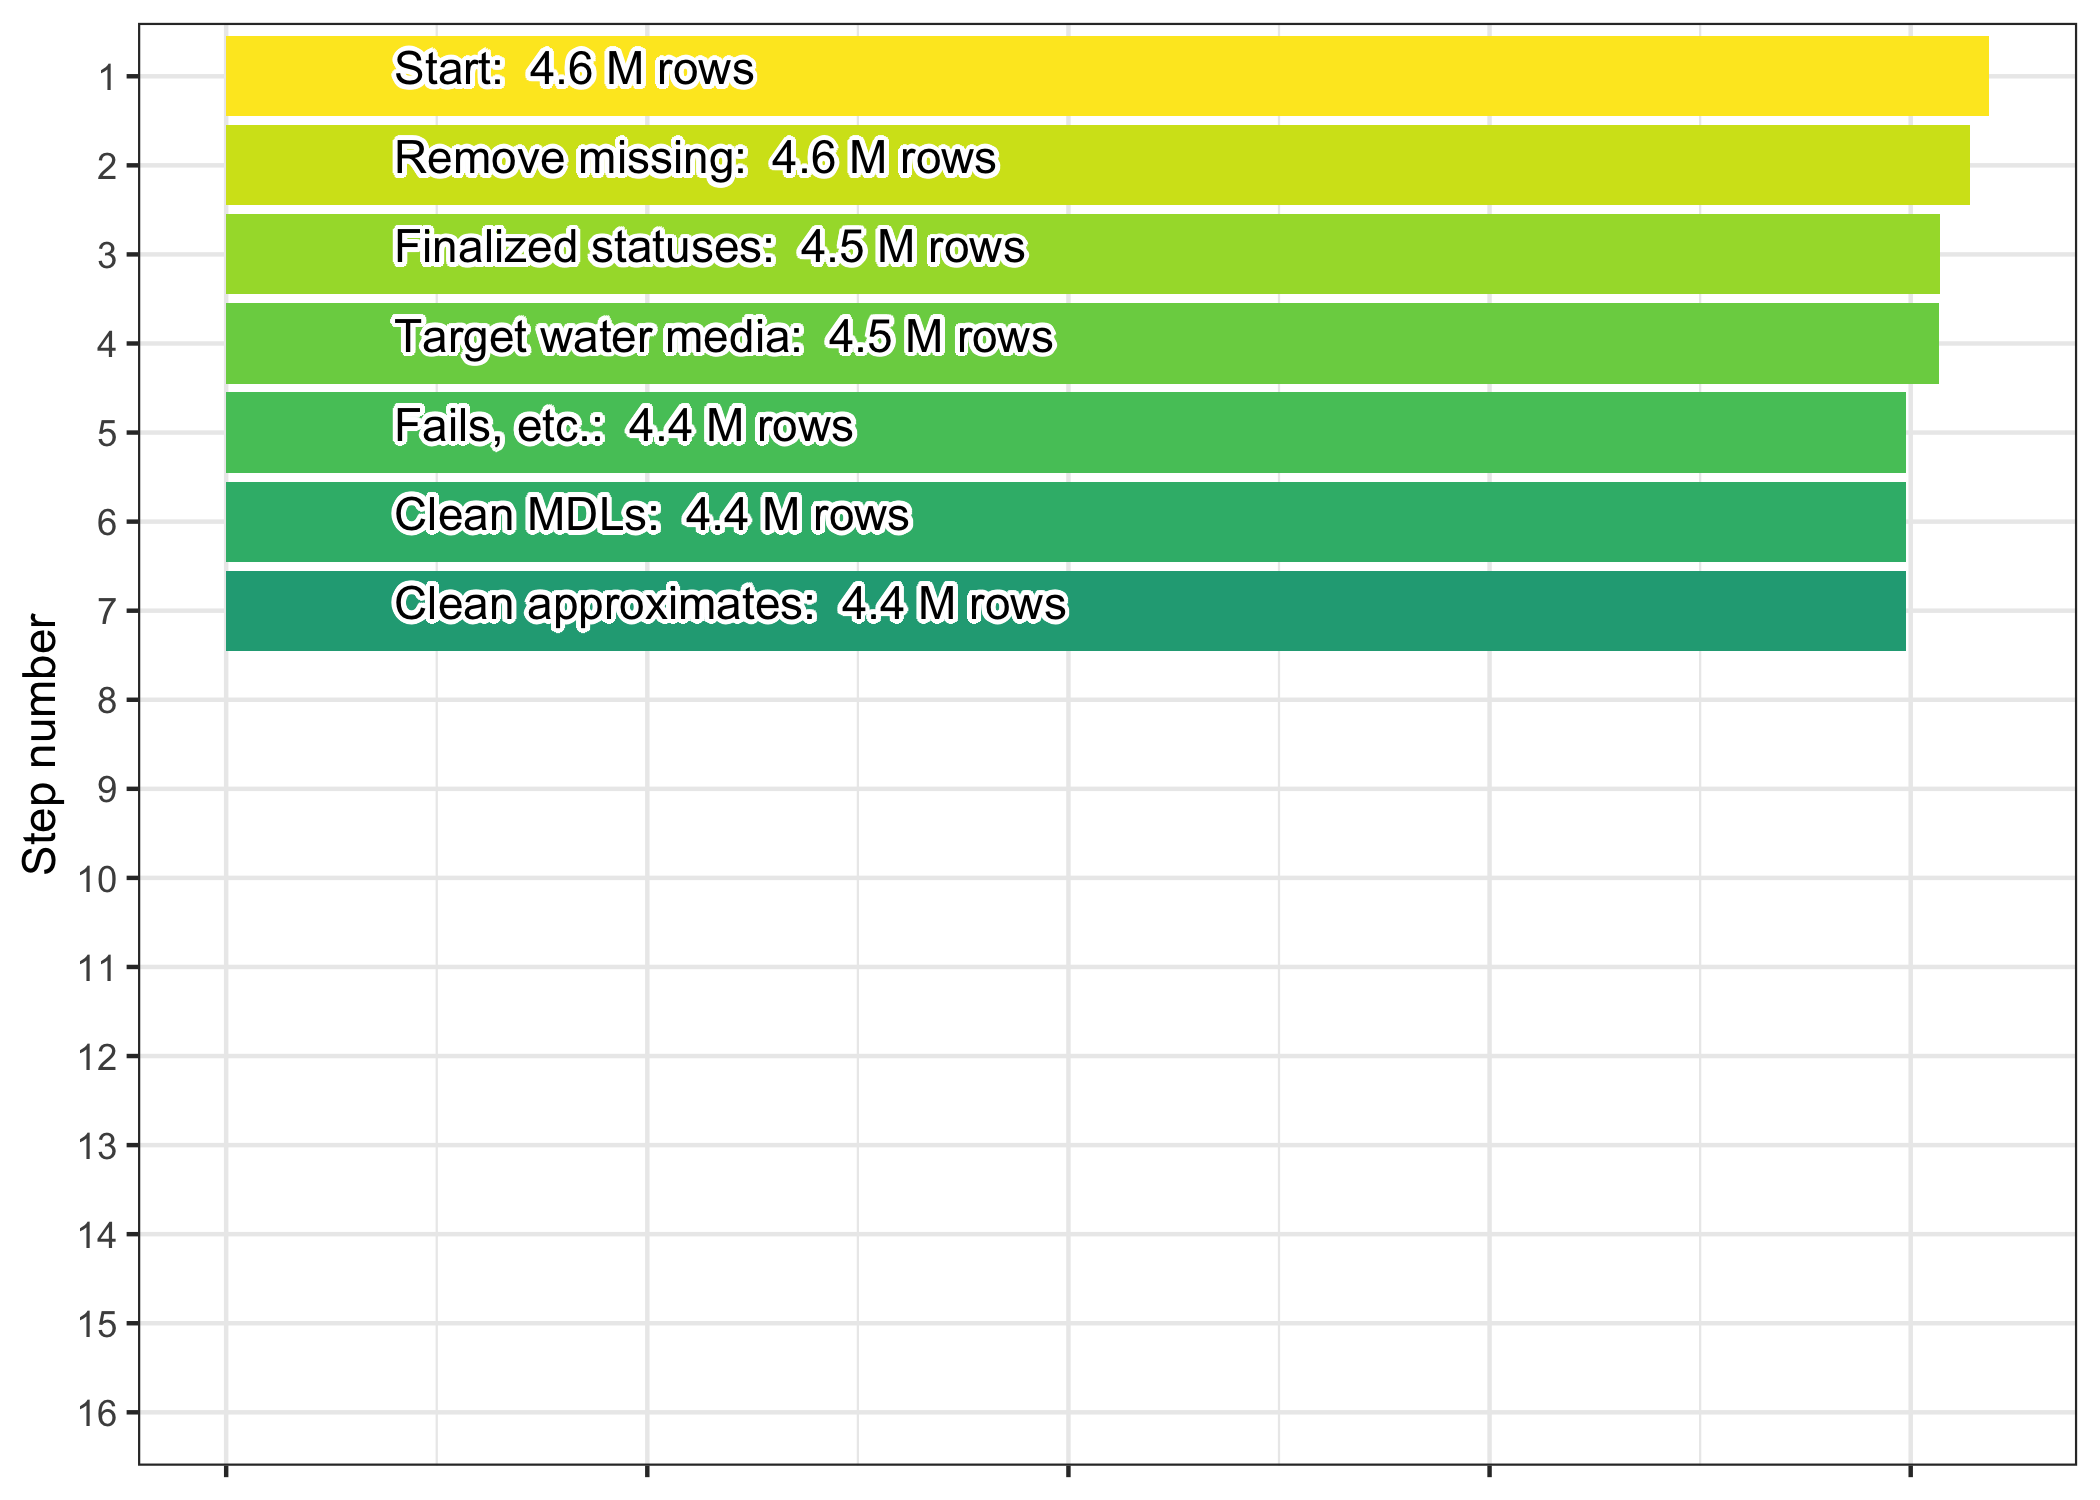 1
Start:  4.6 M rows
2
Remove missing:  4.6 M rows
3
Finalized statuses:  4.5 M rows
4
Target water media:  4.5 M rows
5
Fails, etc.:  4.4 M rows
6
Clean MDLs:  4.4 M rows
7
Clean approximates:  4.4 M rows
8
9
10
11
12
13
14
15
16
Step number